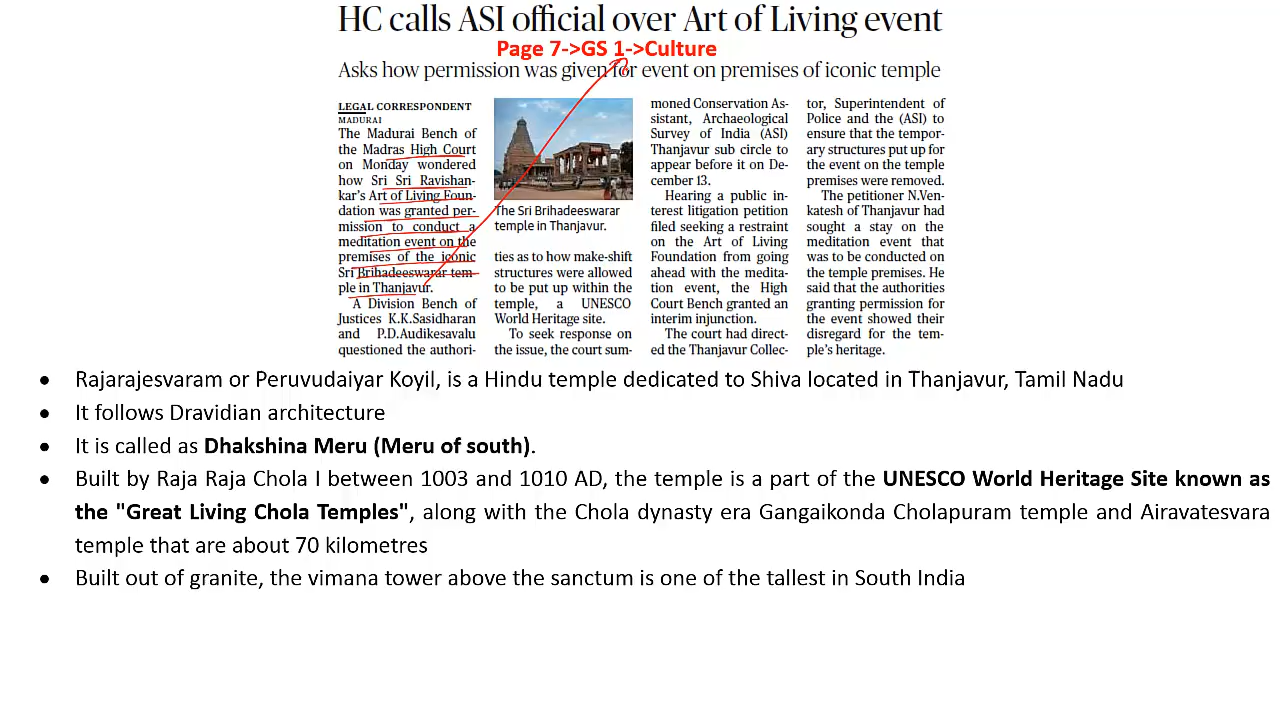 HC calls ASI official over Art of Living event
Page 7->GS 1->Culture
Asks how permission was given for event on premises of iconic temple
LEGAL CORRESPONDENT
MADURAI
The Madurai Bench of
the Madras High Court
on Monday wondered
how Sri Sri Ravishan-
kar's Art of Living Foun-
dation was granted per-
mission to conduct a
meditation event on the
premises of the iconic
Sri Brihadeeswarar tem-
ple in Thanjavur.
A Division Bench of
Justices K.K.Sasidharan
and P.D.Audikesavalu
questioned the authori-
The Sri Brihadeeswarar
temple in Thanjavur.
ties as to how make-shift
structures were allowed
to be put up within the
temple, a UNESCO
World Heritage site.
To seek response on
the issue, the court sum-
moned Conservation As-
sistant, Archaeological
Survey of India (ASI)
Thanjavur sub circle to
appear before it on De-
cember 13.
Hearing a public in-
terest litigation petition
filed seeking a restraint
on the Art of Living
Foundation from going
ahead with the medita-
tion event, the High
Court Bench granted an
interim injunction.
The court had direct-
ed the Thanjavur Collec-
tor, Superintendent of
Police and the (ASI) to
ensure that the tempor-
ary structures put up for
the event on the temple
premises were removed.
The petitioner N.Ven-
katesh of Thanjavur had
sought a stay on the
meditation event that
was to be conducted on
the temple premises. He
said that the authorities
granting permission for
the event showed their
disregard for the tem-
ple's heritage.
• Rajarajesvaram or Peruvudaiyar Koyil, is a Hindu temple dedicated to Shiva located in Thanjavur, Tamil Nadu
• It follows Dravidian architecture
• It is called as Dhakshina Meru (Meru of south).
• Built by Raja Raja Chola I between 1003 and 1010 AD, the temple is a part of the UNESCO World Heritage Site known as
the "Great Living Chola Temples", along with the Chola dynasty era Gangaikonda Cholapuram temple and Airavatesvara
temple that are about 70 kilometres
• Built out of granite, the vimana tower above the sanctum is one of the tallest in South India